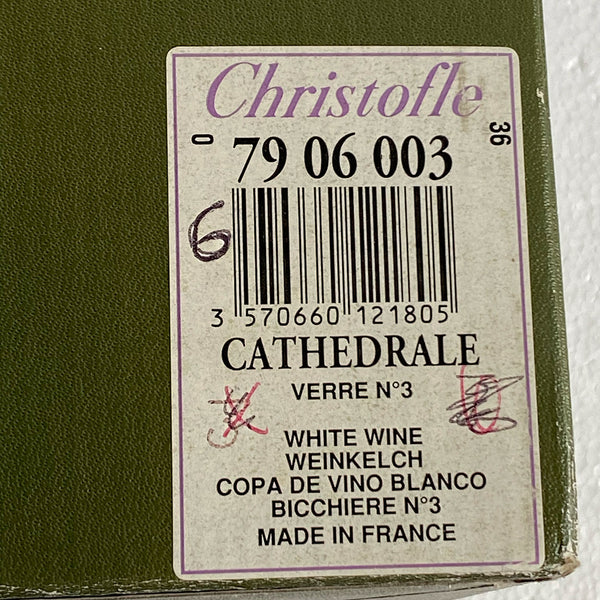 Christofle
0 79 06 003 36
6
3 570660 121805
CATHEDRALE
VERRE N°3
WHITE WINE
WEINKELCH
COPA DE VINO BLANCO
BICCHIERE N°3
MADE IN FRANCE